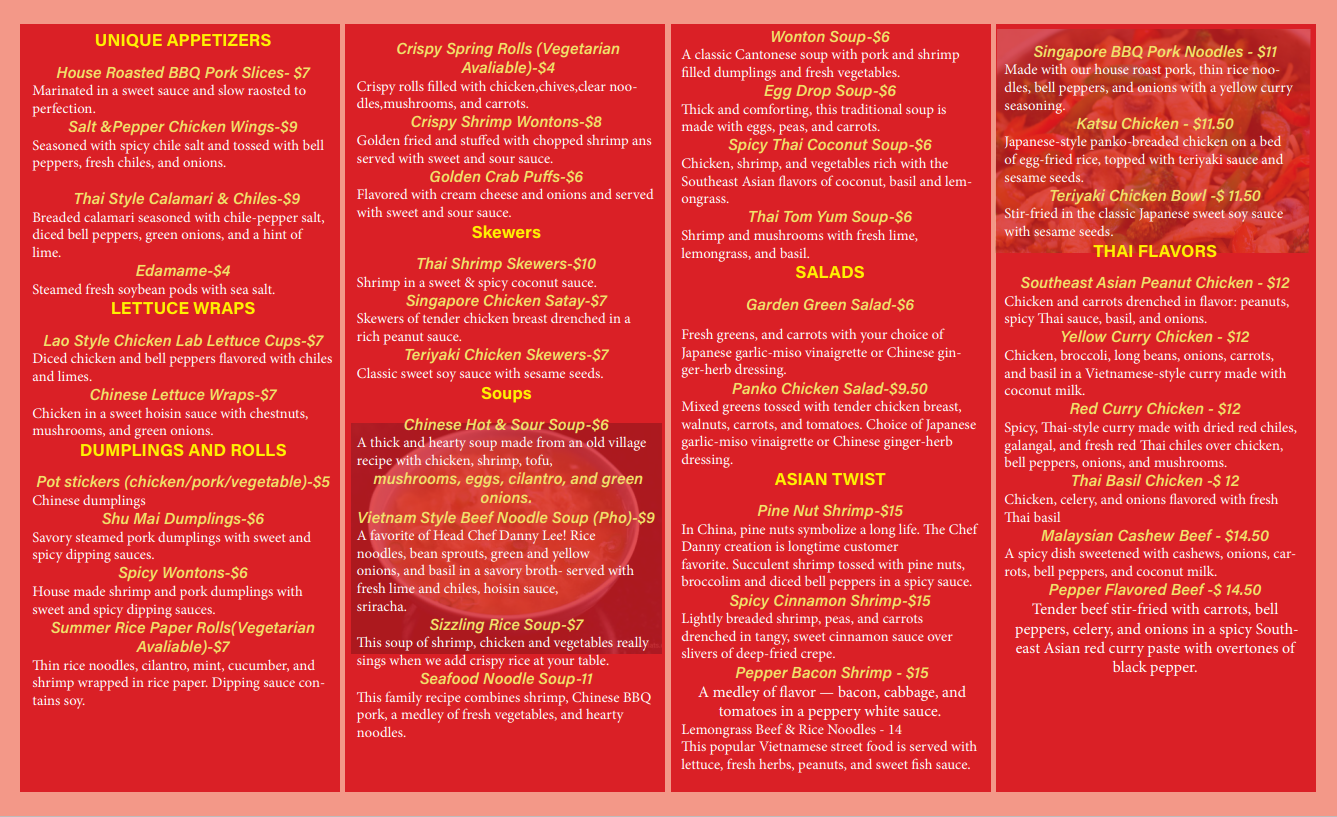 UNIQUE APPETIZERS
House Roasted BBQ Pork Slices- $7
Marinated in a sweet sauce and slow raosted to
perfection.
Salt &Pepper Chicken Wings-$9
Seasoned with spicy chile salt and tossed with bell
peppers, fresh chiles, and onions.
Thai Style Calamari & Chiles-$9
Breaded calamari seasoned with chile-pepper salt,
diced bell peppers, green onions, and a hint of
lime.
Edamame-$4
Steamed fresh soybean pods with sea salt.
LETTUCE WRAPS
Lao Style Chicken Lab Lettuce Cups-$7
Diced chicken and bell peppers flavored with chiles
and limes.
Chinese Lettuce Wraps-$7
Chicken in a sweet hoisin sauce with chestnuts,
mushrooms, and green onions.
DUMPLINGS AND ROLLS
Pot stickers (chicken/pork/vegetable)-$5
Chinese dumplings
Shu Mai Dumplings-$6
Savory steamed pork dumplings with sweet and
spicy dipping sauces.
Spicy Wontons-$6
House made shrimp and pork dumplings with
sweet and spicy dipping sauces.
Summer Rice Paper Rolls(Vegetarian
Avaliable)-$7
Thin rice noodles, cilantro, mint, cucumber, and
shrimp wrapped in rice paper. Dipping sauce con-
tains soy.
Crispy Spring Rolls (Vegetarian
Avaliable)-$4
Crispy rolls filled with chicken,chives,clear noo-
dles,mushrooms, and carrots.
Crispy Shrimp Wontons-$8
Golden fried and stuffed with chopped shrimp ans
served with sweet and sour sauce.
Golden Crab Puffs-$6
Flavored with cream cheese and onions and served
with sweet and sour sauce.
Skewers
Thai Shrimp Skewers-$10
Shrimp in a sweet & spicy coconut sauce.
Singapore Chicken Satay-$7
Skewers of tender chicken breast drenched in a
rich peanut sauce.
Teriyaki Chicken Skewers-$7
Classic sweet soy sauce with sesame seeds.
Soups
Chinese Hot & Sour Soup-$6
A thick and hearty soup made from an old village
recipe with chicken, shrimp, tofu,
mushrooms, eggs, cilantro, and green
onions.
Vietnam Style Beef Noodle Soup (Pho)-$9
A favorite of Head Chef Danny Lee! Rice
noodles, bean sprouts, green and yellow
onions, and basil in a savory broth- served with
fresh lime and chiles, hoisin sauce,
sriracha.
Sizzling Rice Soup-$7
This soup of shrimp, chicken and vegetables really
sings when we add crispy rice at your table.
Seafood Noodle Soup-11
This family recipe combines shrimp, Chinese BBQ
pork, a medley of fresh vegetables, and hearty
noodles.
Wonton Soup-$6
A classic Cantonese soup with pork and shrimp
filled dumplings and fresh vegetables.
Egg Drop Soup-$6
Thick and comforting, this traditional soup is
made with eggs, peas, and carrots.
Spicy Thai Coconut Soup-$6
Chicken, shrimp, and vegetables rich with the
Southeast Asian flavors of coconut, basil and lem-
ongrass.
Thai Tom Yum Soup-$6
Shrimp and mushrooms with fresh lime,
lemongrass, and basil.
SALADS
Garden Green Salad-$6
Fresh greens, and carrots with your choice of
Japanese garlic-miso vinaigrette or Chinese gin-
ger-herb dressing.
Panko Chicken Salad-$9.50
Mixed greens tossed with tender chicken breast,
walnuts, carrots, and tomatoes. Choice of Japanese
garlic-miso vinaigrette or Chinese ginger-herb
dressing.
ASIAN TWIST
Pine Nut Shrimp-$15
In China, pine nuts symbolize a long life. The Chef
Danny creation is longtime customer
favorite. Succulent shrimp tossed with pine nuts,
broccolim and diced bell peppers in a spicy sauce.
Spicy Cinnamon Shrimp-$15
Lightly breaded shrimp, peas, and carrots
drenched in tangy, sweet cinnamon sauce over
slivers of deep-fried crepe.
Pepper Bacon Shrimp - $15
A medley of flavor — bacon, cabbage, and
tomatoes in a peppery white sauce.
Lemongrass Beef & Rice Noodles - 14
This popular Vietnamese street food is served with
lettuce, fresh herbs, peanuts, and sweet fish sauce.
Singapore BBQ Pork Noodles - $11
Made with our house roast pork, thin rice noo-
dles, bell peppers, and onions with a yellow curry
seasoning.
Katsu Chicken - $11.50
Japanese-style panko-breaded chicken on a bed
of egg-fried rice, topped with teriyaki sauce and
sesame seeds.
Teriyaki Chicken Bowl -$ 11.50
Stir-fried in the classic Japanese sweet soy sauce
with sesame seeds.
THAI FLAVORS
Southeast Asian Peanut Chicken - $12
Chicken and carrots drenched in flavor: peanuts,
spicy Thai sauce, basil, and onions.
Yellow Curry Chicken - $12
Chicken, broccoli, long beans, onions, carrots,
and basil in a Vietnamese-style curry made with
coconut milk.
Red Curry Chicken - $12
Spicy, Thai-style curry made with dried red chiles,
galangal, and fresh red Thai chiles over chicken,
bell peppers, onions, and mushrooms.
Thai Basil Chicken -$ 12
Chicken, celery, and onions flavored with fresh
Thai basil
Malaysian Cashew Beef - $14.50
A spicy dish sweetened with cashews, onions, car-
rots, bell peppers, and coconut milk.
Pepper Flavored Beef -$ 14.50
Tender beef stir-fried with carrots, bell
peppers, celery, and onions in a spicy South-
east Asian red curry paste with overtones of
black pepper.